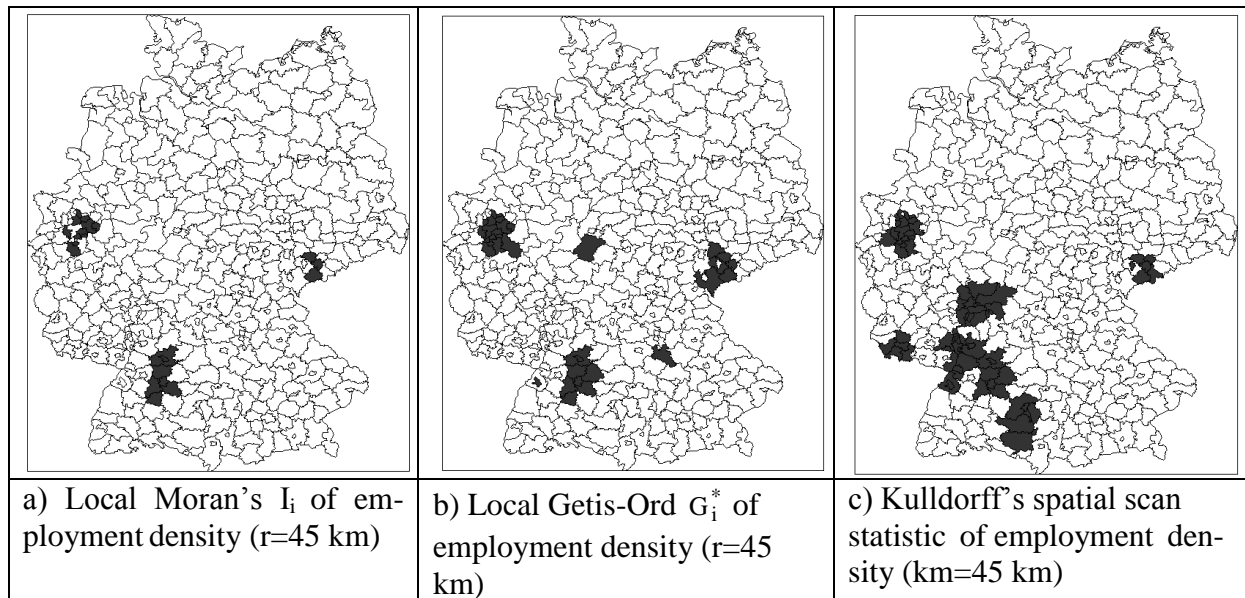 a) Local Moran's Iᵢ of em-
ployment density (r=45 km)
b) Local Getis-Ord Gᵢ* of
employment density (r=45
km)
c) Kulldorff's spatial scan
statistic of employment den-
sity (km=45 km)